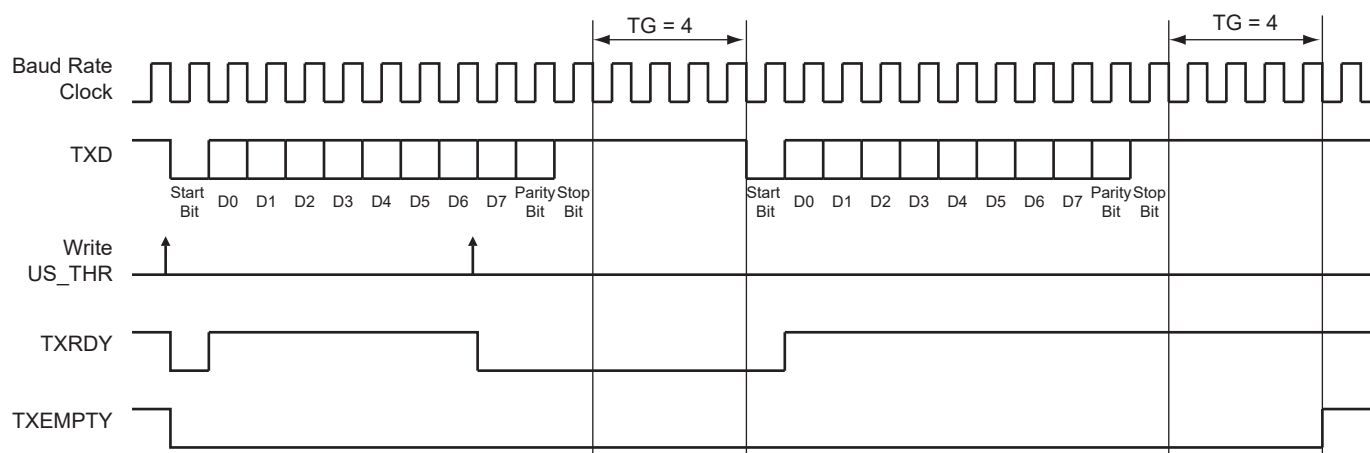 TG = 4
TG = 4
Baud Rate
Clock
TXD
Start
Bit
D0
D1
D2
D3
D4
D5
D6
D7
Parity
Bit
Stop
Bit
Start
Bit
D0
D1
D2
D3
D4
D5
D6
D7
Parity
Bit
Stop
Bit
Write
US_THR
TXRDY
TXEMPTY